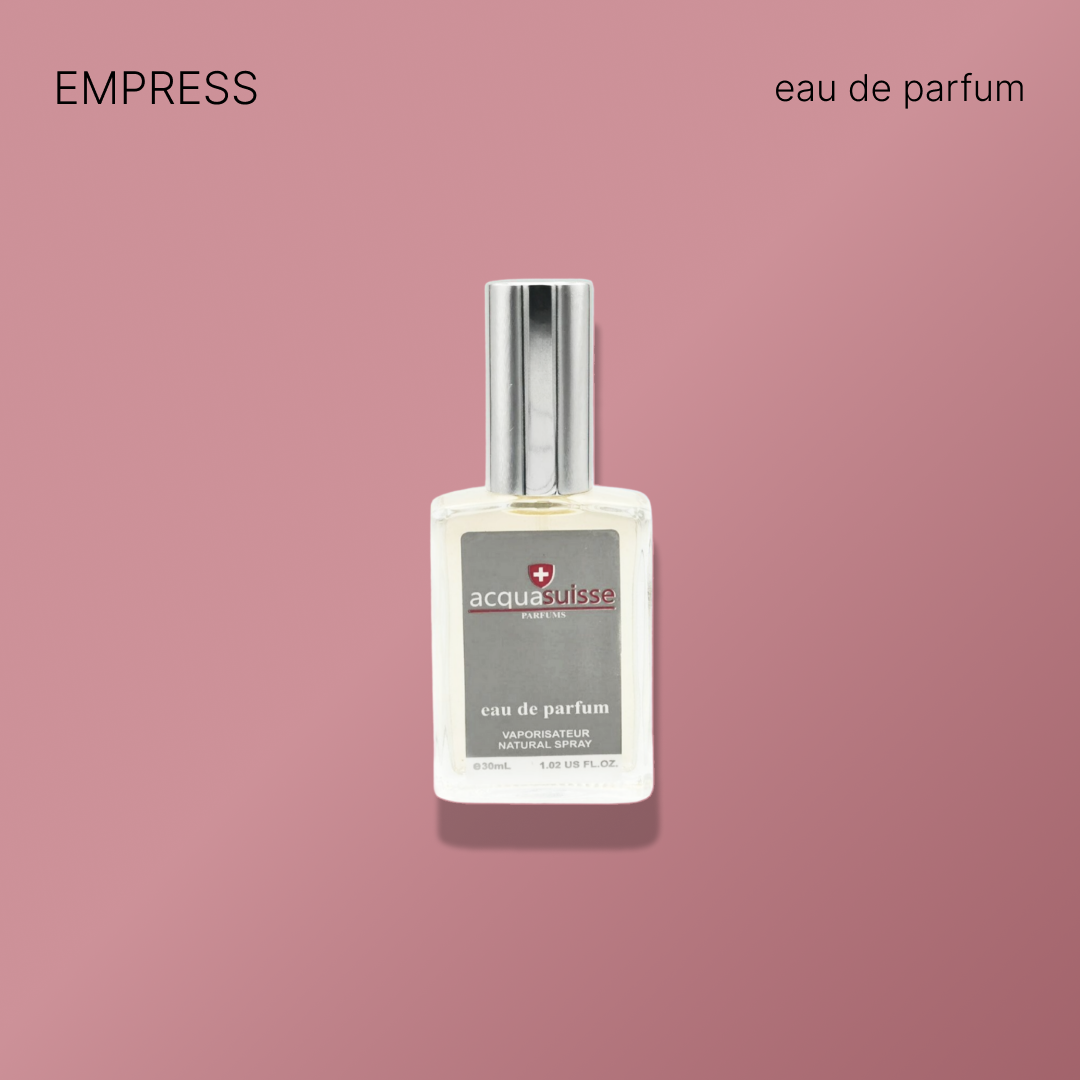 EMPRESS
eau de parfum
acquasuisse
PARFUMS
eau de parfum
VAPORISATEUR
NATURAL SPRAY
30mL 1.02 US FL.OZ.